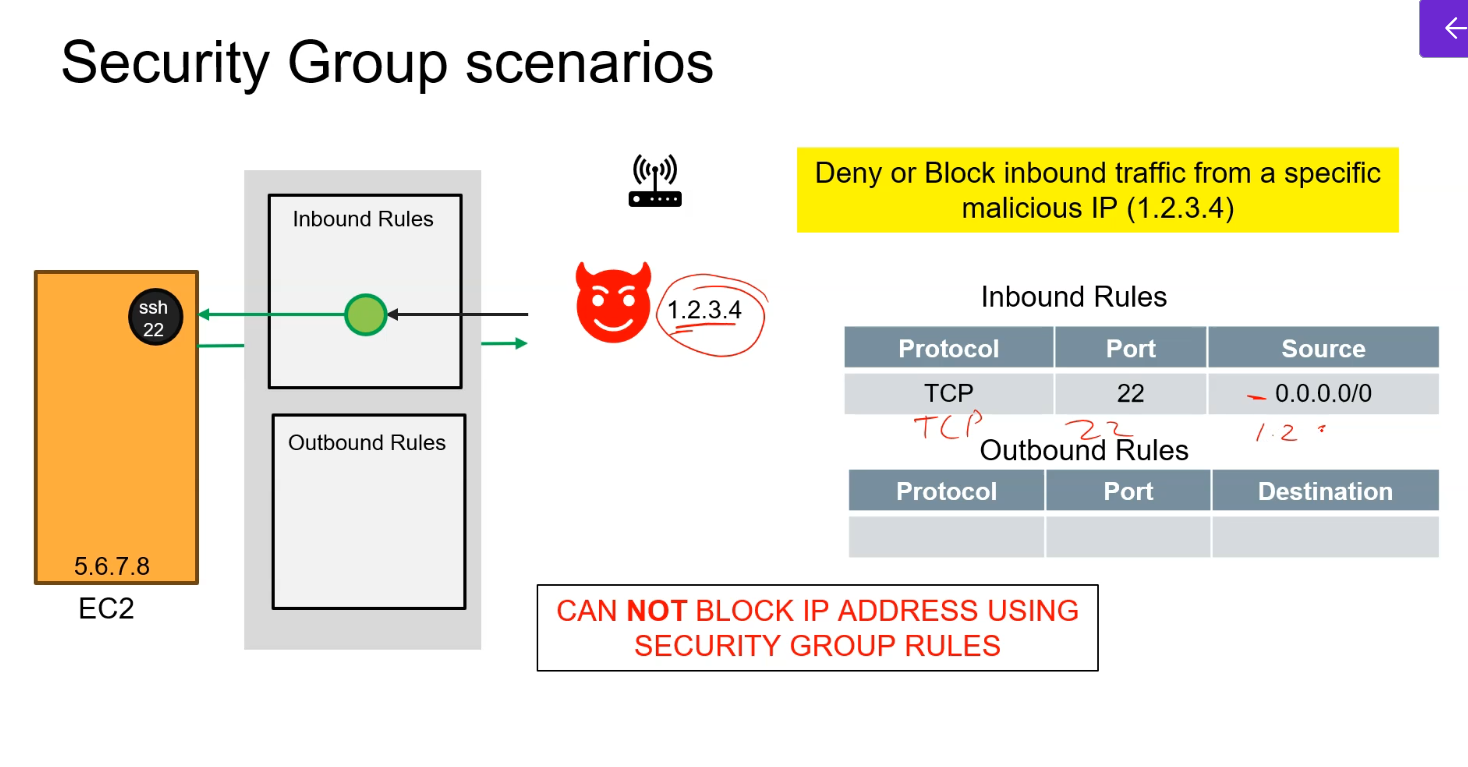 Security Group scenarios
Deny or Block inbound traffic from a specific
malicious IP (1.2.3.4)
Inbound Rules
ssh
22
1.2.3.4
Outbound Rules
5.6.7.8
EC2
Inbound Rules
Protocol Port Source
TCP 22 0.0.0.0/0
TCP 22 1.2
Outbound Rules
Protocol Port Destination
CAN NOT BLOCK IP ADDRESS USING
SECURITY GROUP RULES